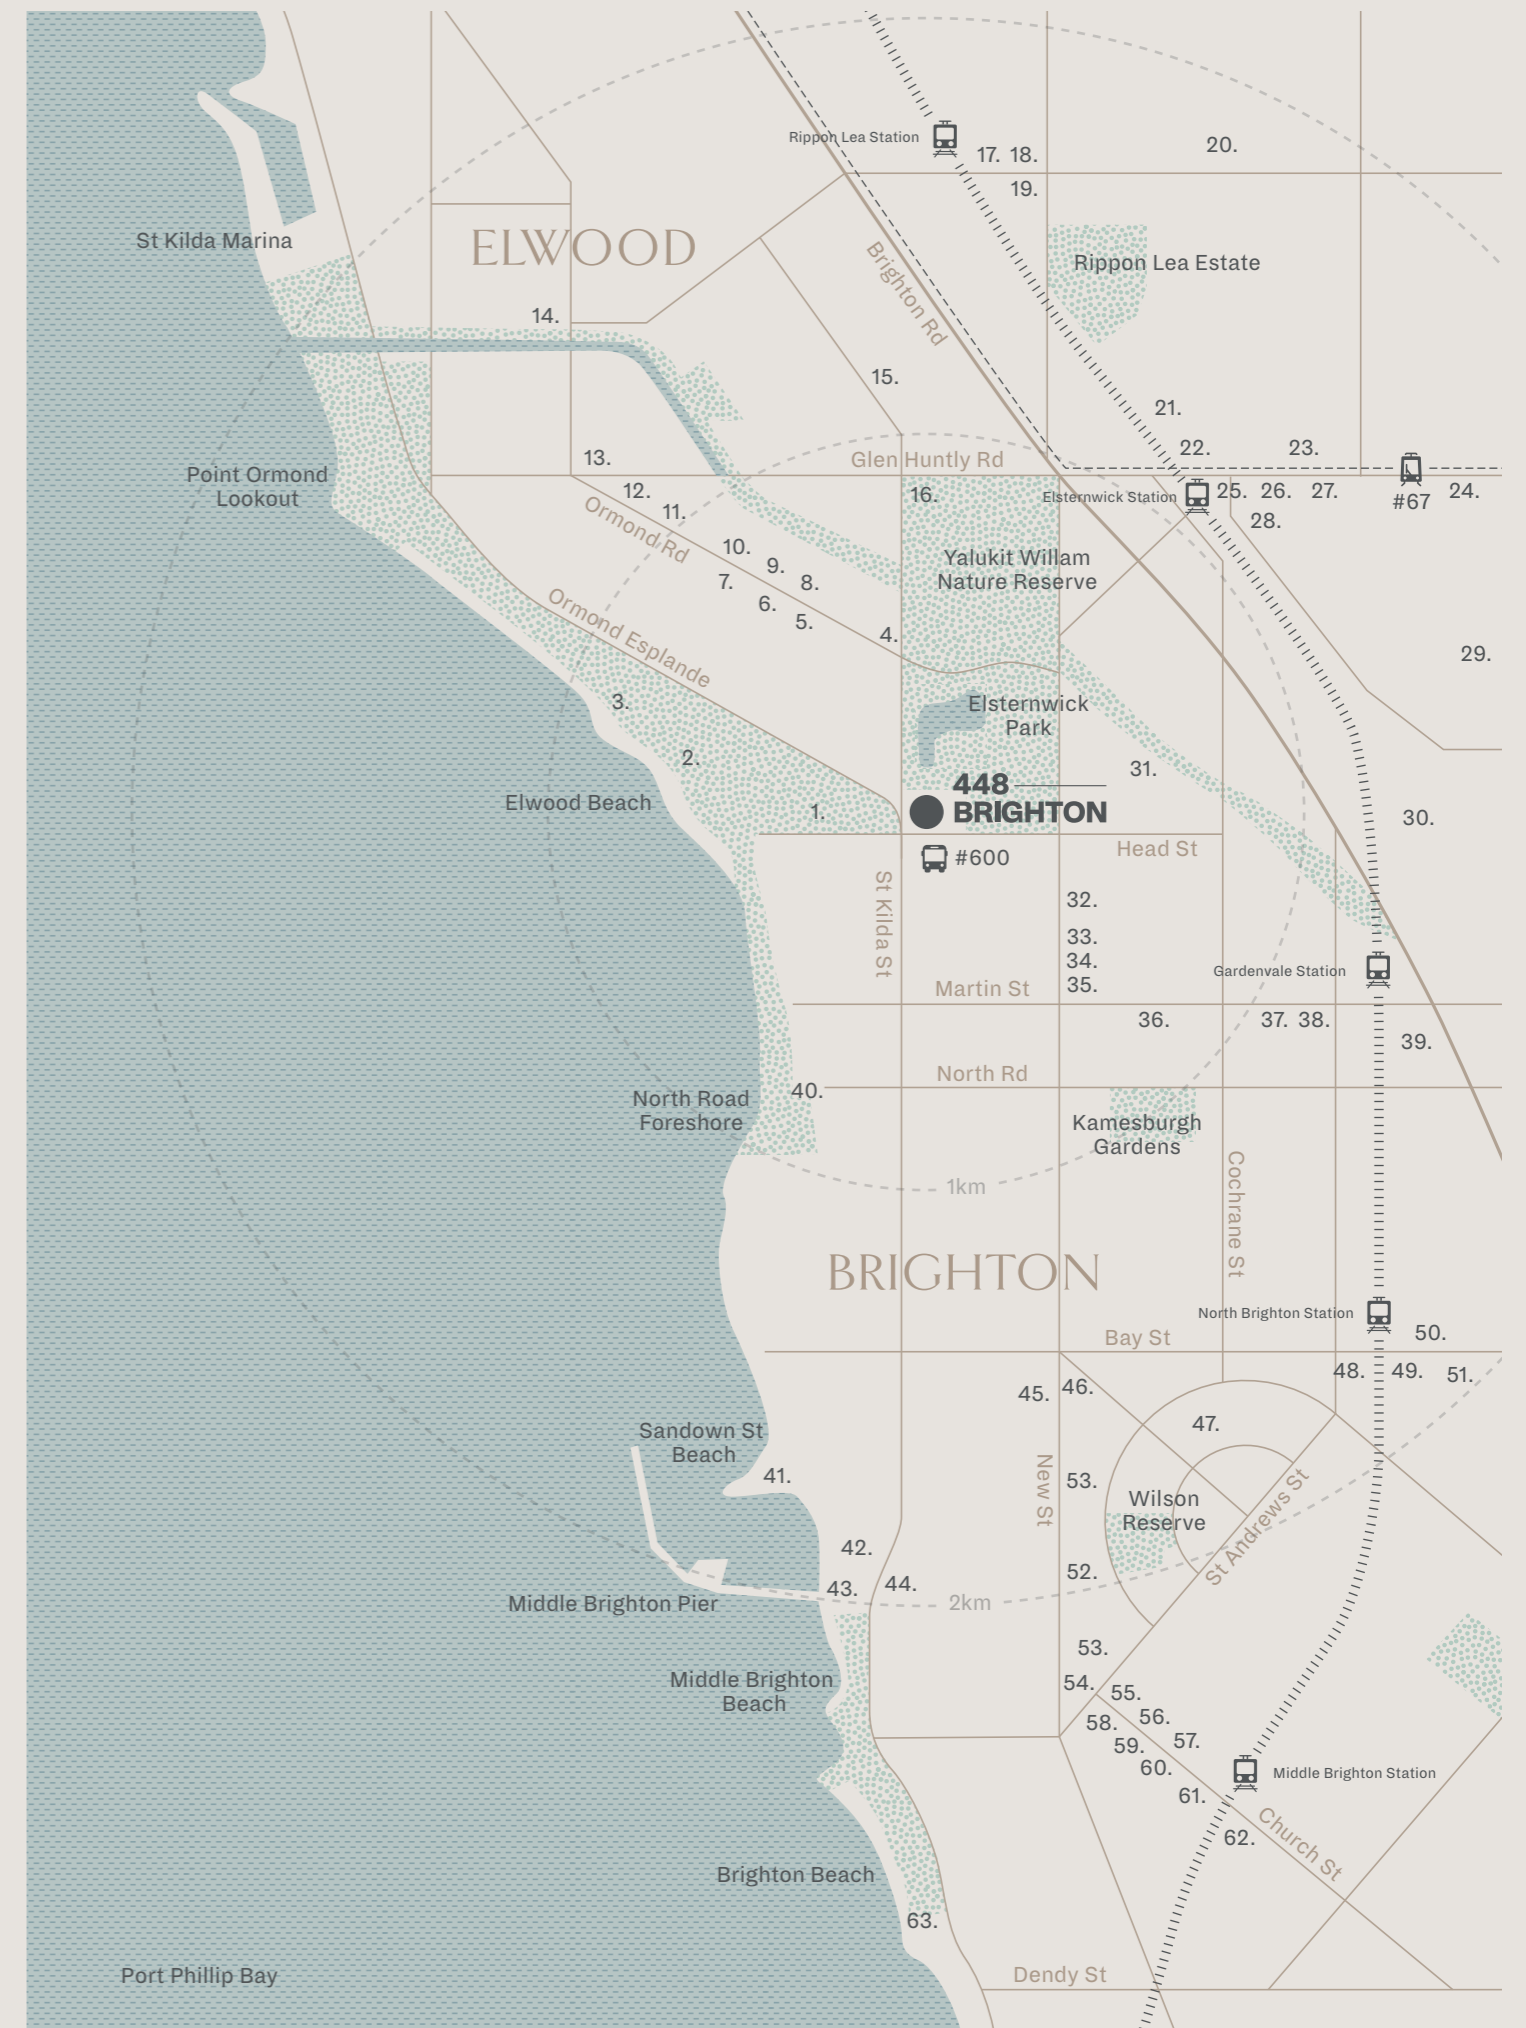 Rippon Lea Station
17. 18.
20.
19.
St Kilda Marina
ELWOOD
Brighton Rd
Rippon Lea Estate
14.
15.
21.
22.
23.
13.
Glen Huntly Rd
Point Ormond
Lookout
12.
11.
16.
Elsternwick Station
25. 26. 27.
#67
24.
28.
Ormond Rd
10.
9.
8.
7.
6.
5.
4.
Yalukit Willam
Nature Reserve
Ormond Esplande
29.
3.
Elsternwick
Park
2.
31.
Elwood Beach
1.
448
BRIGHTON
30.
Head St
#600
St Kilda St
32.
33.
34.
35.
Gardenvale Station
Martin St
36.
37. 38.
39.
North Rd
40.
North Road
Foreshore
Kamesburgh
Gardens
Cochrane St
1km
BRIGHTON
North Brighton Station
50.
Bay St
48.
49.
51.
45.
46.
47.
Sandown St
Beach
41.
New St
53.
Wilson
Reserve
St Andrews St
42.
52.
43.
44.
2km
Middle Brighton Pier
53.
54.
55.
Middle Brighton
Beach
56.
58.
57.
59.
60.
Middle Brighton Station
61.
62.
Church St
Brighton Beach
63.
Port Phillip Bay
Dendy St